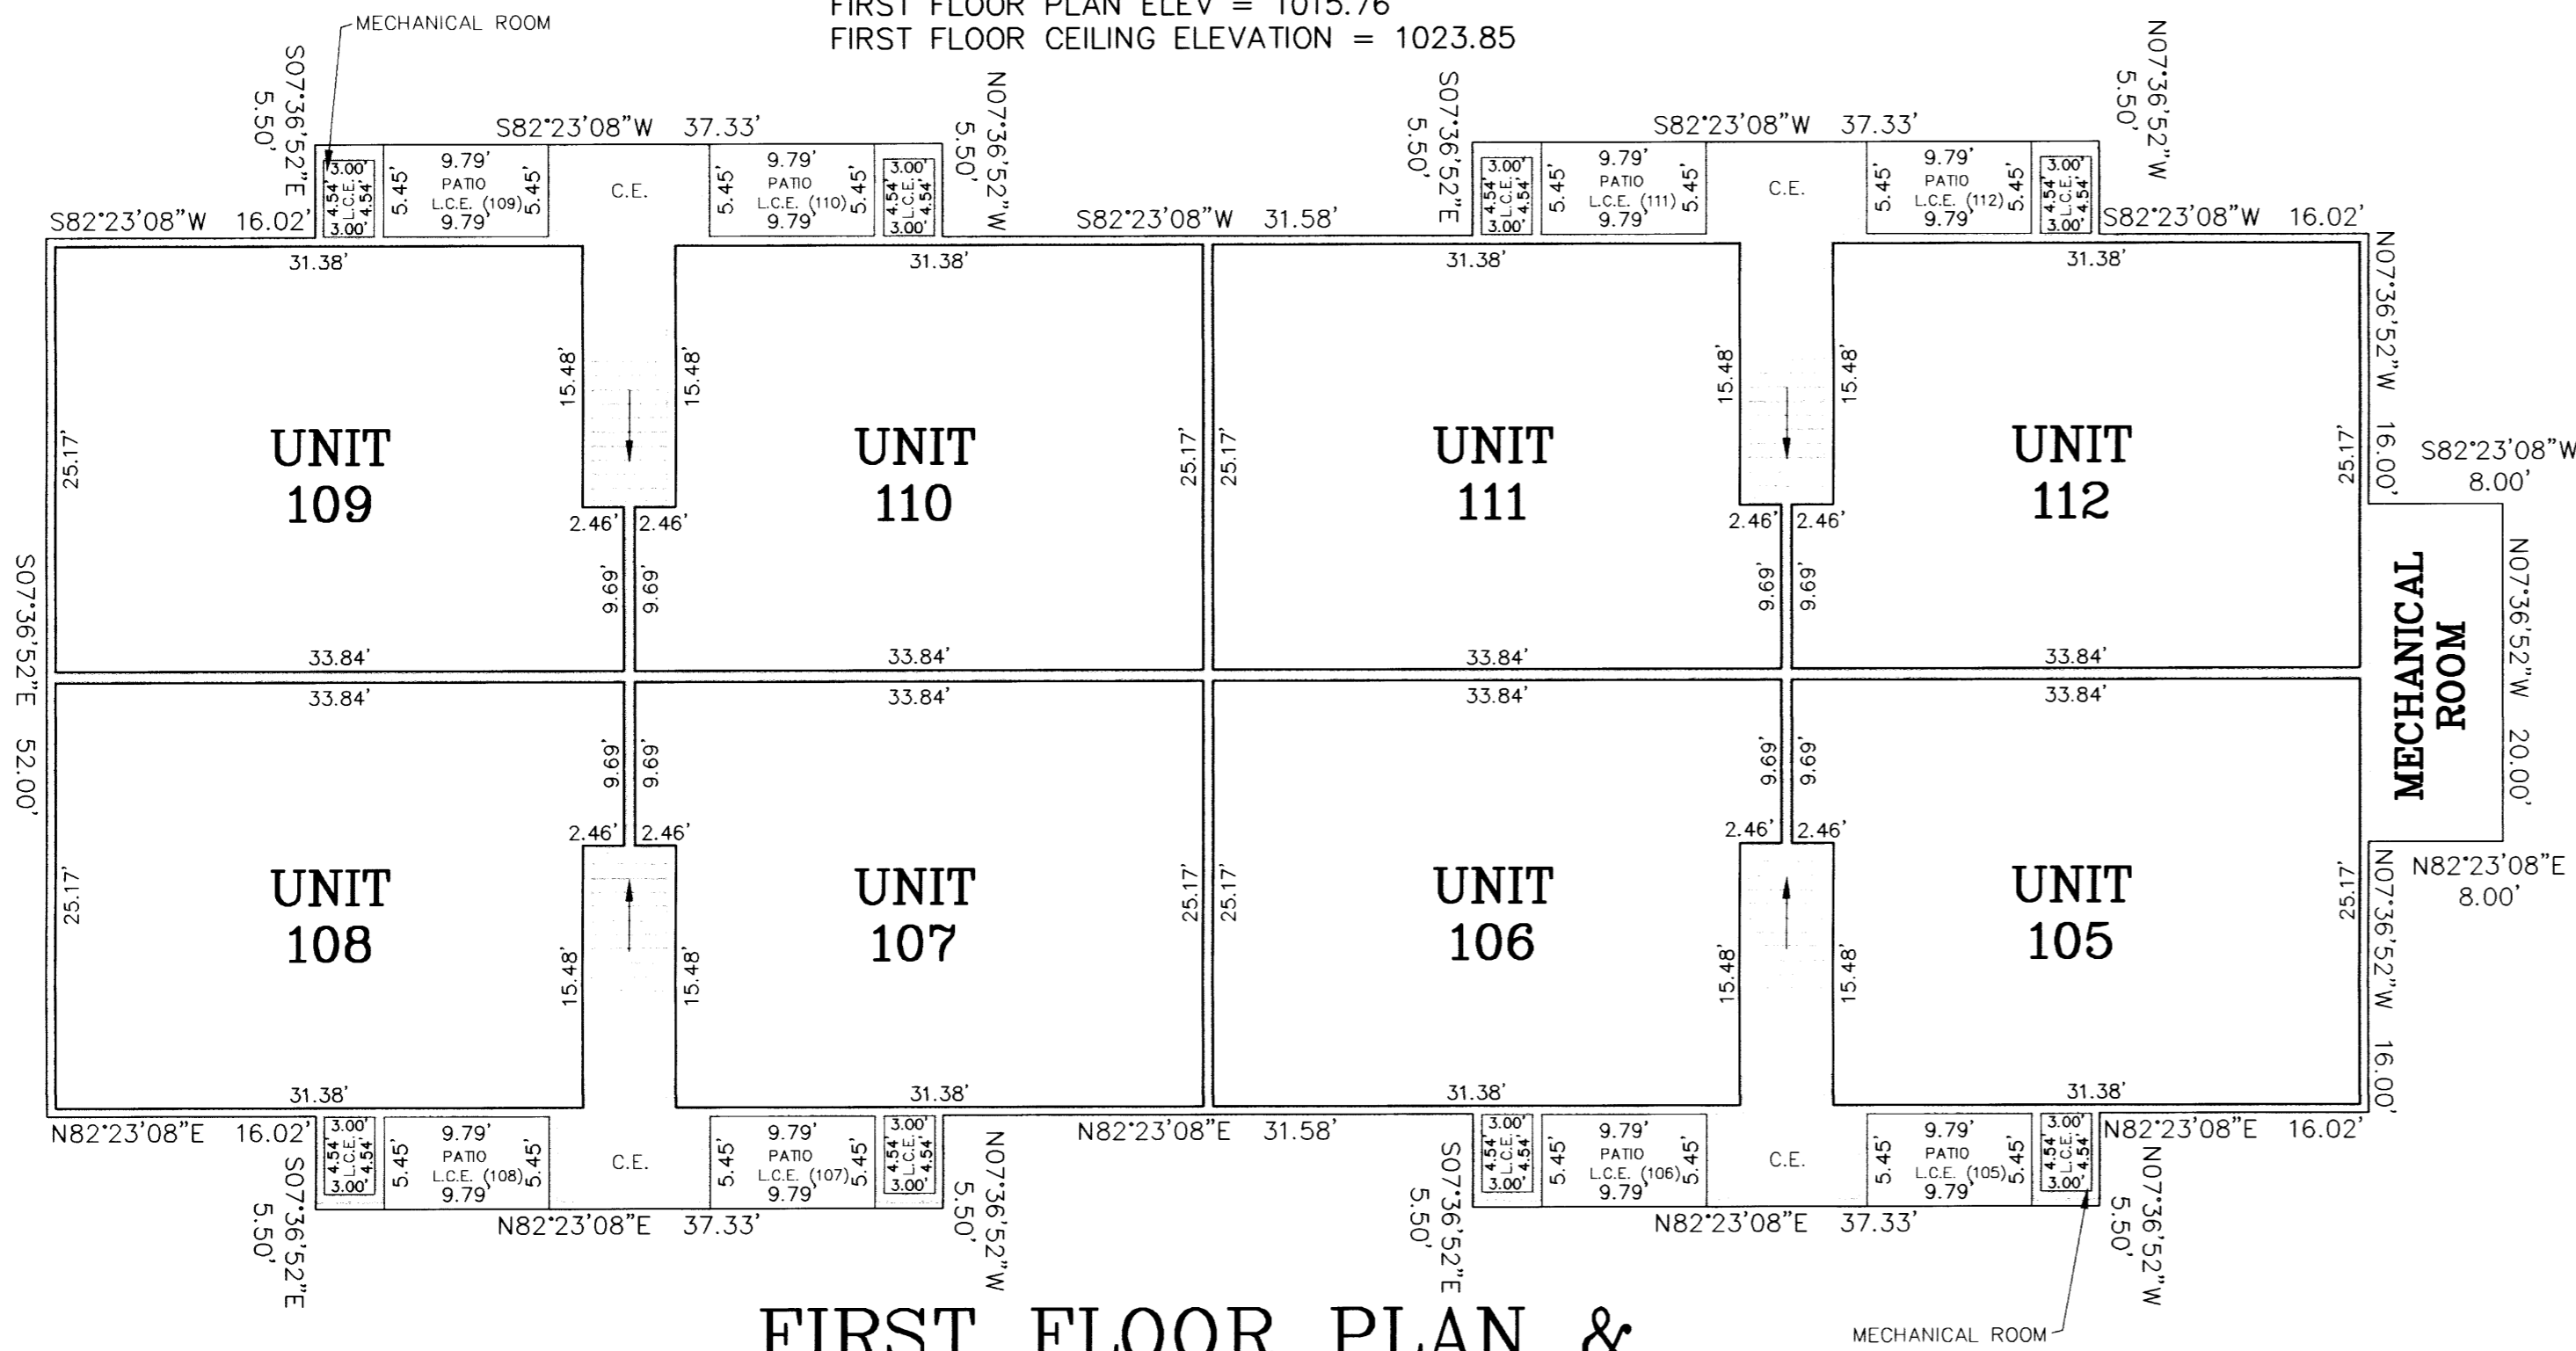 FIRST FLOOR PLAN ELEV = 1015.76
FIRST FLOOR CEILING ELEVATION = 1023.85
MECHANICAL ROOM
S07°36'52"E
5.50'
S82°23'08"W 37.33'
N07°36'52"W
5.50'
S07°36'52"E
5.50'
S82°23'08"W 37.33'
N07°36'52"W
5.50'
S82°23'08"W 16.02'
3.00'
4.54'
L.C.E.
4.54'
3.00'
5.45'
9.79'
PATIO
L.C.E. (109)
9.79'
5.45'
C.E.
5.45'
9.79'
PATIO
L.C.E. (110)
9.79'
5.45'
3.00'
4.54'
L.C.E.
4.54'
3.00'
S82°23'08"W 31.58'
3.00'
4.54'
L.C.E.
4.54'
3.00'
5.45'
9.79'
PATIO
L.C.E. (111)
9.79'
5.45'
C.E.
5.45'
9.79'
PATIO
L.C.E. (112)
9.79'
5.45'
3.00'
4.54'
L.C.E.
4.54'
3.00'
S82°23'08"W 16.02'
31.38'
31.38'
31.38'
31.38'
N07°36'52"W 16.00'
15.48'
15.48'
15.48'
15.48'
25.17'
UNIT
109
UNIT
110
25.17'
25.17'
UNIT
111
UNIT
112
25.17'
S82°23'08"W
8.00'
2.46'
2.46'
2.46'
2.46'
9.69'
9.69'
9.69'
9.69'
33.84'
33.84'
33.84'
33.84'
S07°36'52"E 52.00'
MECHANICAL
ROOM
N07°36'52"W 20.00'
33.84'
33.84'
33.84'
33.84'
9.69'
9.69'
9.69'
9.69'
2.46'
2.46'
2.46'
2.46'
N82°23'08"E
8.00'
25.17'
UNIT
108
UNIT
107
25.17'
25.17'
UNIT
106
UNIT
105
25.17'
15.48'
15.48'
15.48'
15.48'
N07°36'52"W 16.00'
31.38'
31.38'
31.38'
31.38'
N82°23'08"E 16.02'
3.00'
4.54'
L.C.E.
4.54'
3.00'
5.45'
9.79'
PATIO
L.C.E. (108)
9.79'
5.45'
C.E.
5.45'
9.79'
PATIO
L.C.E. (107)
9.79'
5.45'
3.00'
4.54'
L.C.E.
4.54'
3.00'
N82°23'08"E 31.58'
3.00'
4.54'
L.C.E.
4.54'
3.00'
5.45'
9.79'
PATIO
L.C.E. (106)
9.79'
5.45'
C.E.
5.45'
9.79'
PATIO
L.C.E. (105)
9.79'
5.45'
3.00'
4.54'
L.C.E.
4.54'
3.00'
N82°23'08"E 16.02'
S07°36'52"E
5.50'
N82°23'08"E 37.33'
N07°36'52"W
5.50'
S07°36'52"E
5.50'
N82°23'08"E 37.33'
N07°36'52"W
5.50'
FIRST FLOOR PLAN &
MECHANICAL ROOM